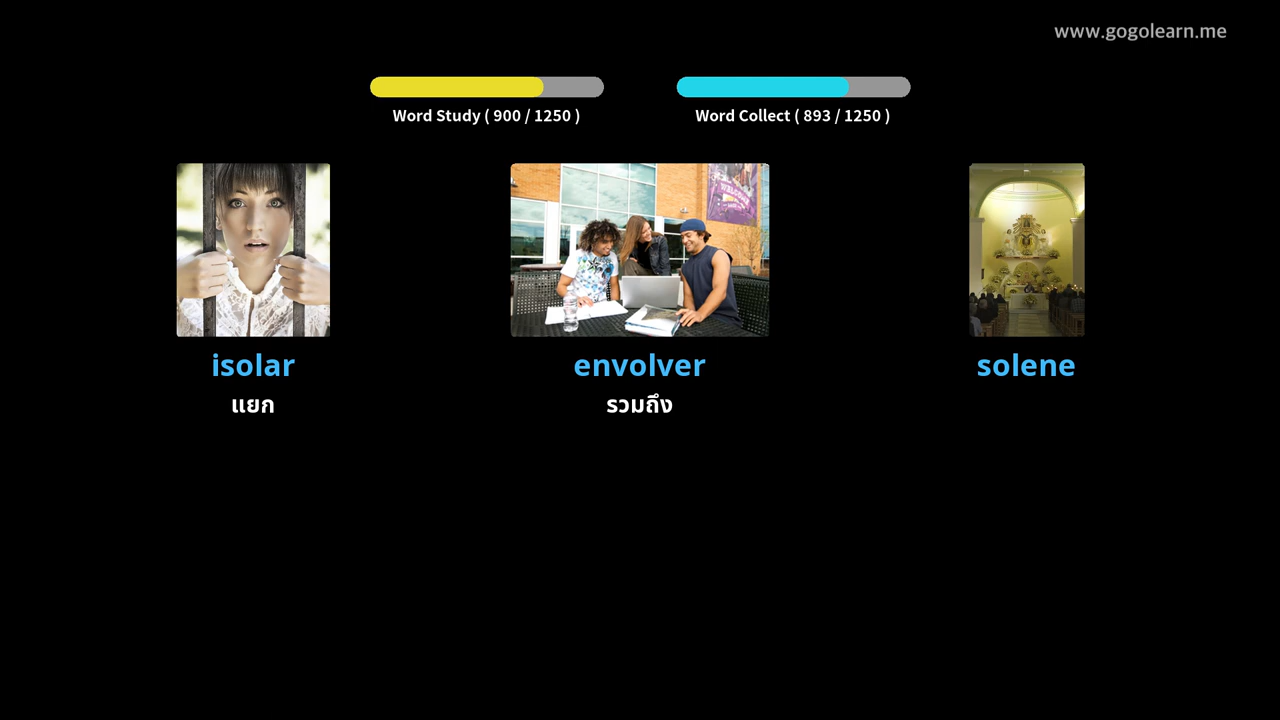 www.gogolearn.me
Word Study ( 900 / 1250 )
Word Collect ( 893 / 1250 )
WELCOME
isolar
envolver
solene
แยก
รวมถึง